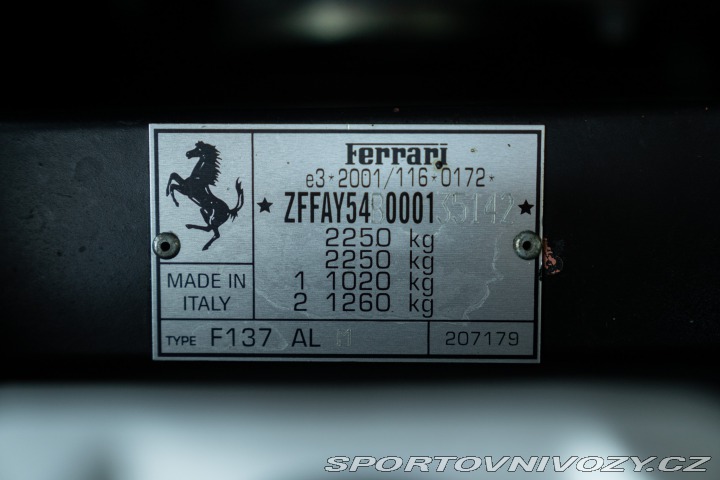 Ferrari
e3*2001/116*0172*
★ZFFAY54B000135142★
2250 kg
2250 kg
1 1020 kg
2 1260 kg
MADE IN
ITALY
TYPE F137 AL M
207179
SPORTOVNIVOZY.CZ